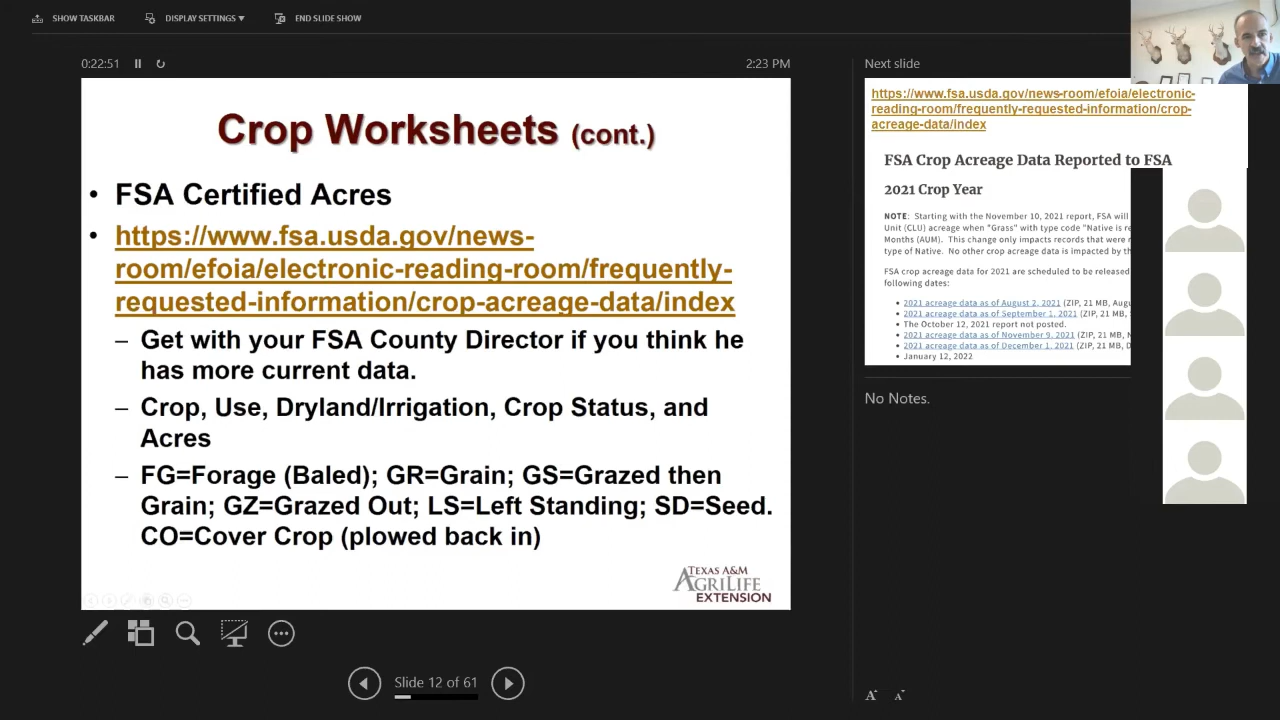 SHOW TASKBAR
DISPLAY SETTINGS ▾
END SLIDE SHOW
0:22:51
2:23 PM
Crop Worksheets (cont.)
• FSA Certified Acres
• https://www.fsa.usda.gov/news-
room/efoia/electronic-reading-room/frequently-
requested-information/crop-acreage-data/index
– Get with your FSA County Director if you think he
has more current data.
– Crop, Use, Dryland/Irrigation, Crop Status, and
Acres
– FG=Forage (Baled); GR=Grain; GS=Grazed then
Grain; GZ=Grazed Out; LS=Left Standing; SD=Seed.
CO=Cover Crop (plowed back in)
TEXAS A&M
AGRILIFE
EXTENSION
Slide 12 of 61
Next slide
https://www.fsa.usda.gov/news-room/efoia/electronic-
reading-room/frequently-requested-information/crop-
acreage-data/index
FSA Crop Acreage Data Reported to FSA
2021 Crop Year
NOTE: Starting with the November 10, 2021 report, FSA will
Unit (CLU) acreage when "Grass" with type code "Native is
Months (AUM). This change only impacts records that were
type of Native. No other crop acreage data is impacted by
FSA crop acreage data for 2021 are scheduled to be released
following dates:
• 2021 acreage data as of August 2, 2021 (ZIP, 21 MB,
• 2021 acreage data as of September 1, 2021 (ZIP, 21 MB,
• The October 12, 2021 report not posted.
• 2021 acreage data as of November 9, 2021 (ZIP, 21 MB,
• 2021 acreage data as of December 1, 2021 (ZIP, 21 MB,
• January 12, 2022
No Notes.
A A